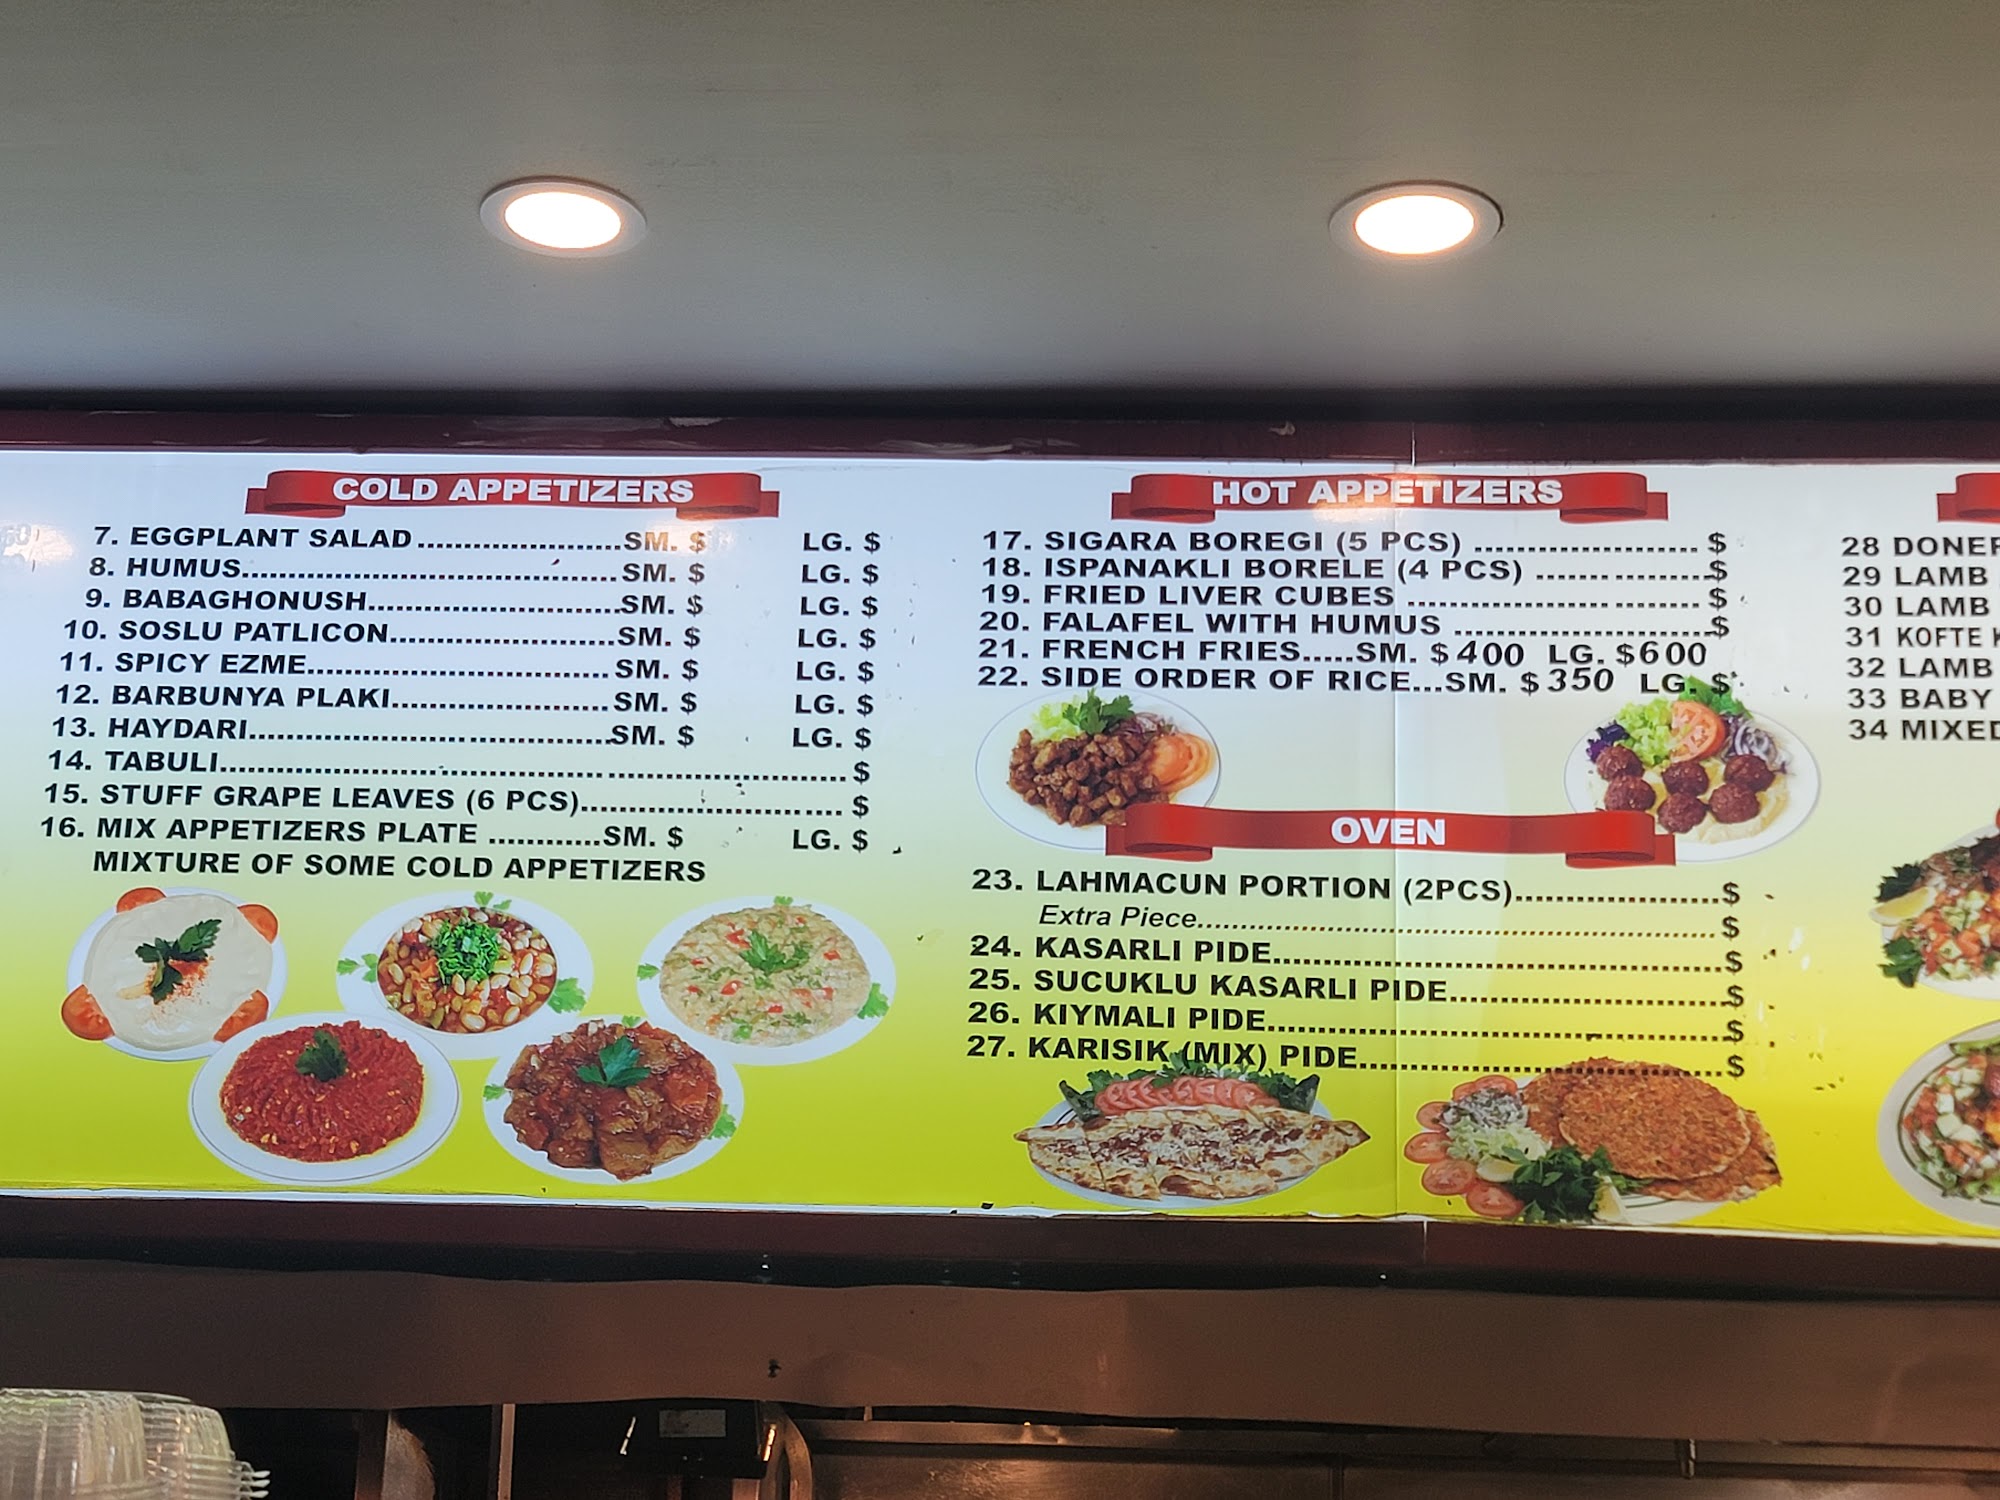 COLD APPETIZERS
7. EGGPLANT SALAD......................SM. $ LG. $
8. HUMUS........................................SM. $ LG. $
9. BABAGHONUSH...........................SM. $ LG. $
10. SOSLU PATLICON........................SM. $ LG. $
11. SPICY EZME................................SM. $ LG. $
12. BARBUNYA PLAKI.......................SM. $ LG. $
13. HAYDARI......................................SM. $ LG. $
14. TABULI.................................................................. $
15. STUFF GRAPE LEAVES (6 PCS)............................ $
16. MIX APPETIZERS PLATE ............SM. $ LG. $
MIXTURE OF SOME COLD APPETIZERS
HOT APPETIZERS
17. SIGARA BOREGI (5 PCS) ........................ $
18. ISPANAKLI BORELE (4 PCS) ...................$
19. FRIED LIVER CUBES ............................... $
20. FALAFEL WITH HUMUS ...........................$
21. FRENCH FRIES.....SM. $400 LG. $600
22. SIDE ORDER OF RICE...SM. $350 LG. $
OVEN
23. LAHMACUN PORTION (2PCS).....................$
Extra Piece......................................................... $
24. KASARLI PIDE................................................$
25. SUCUKLU KASARLI PIDE.............................$
26. KIYMALI PIDE.................................................$
27. KARISIK (MIX) PIDE.......................................$
28 DONER
29 LAMB
30 LAMB
31 KOFTE
32 LAMB
33 BABY
34 MIXED